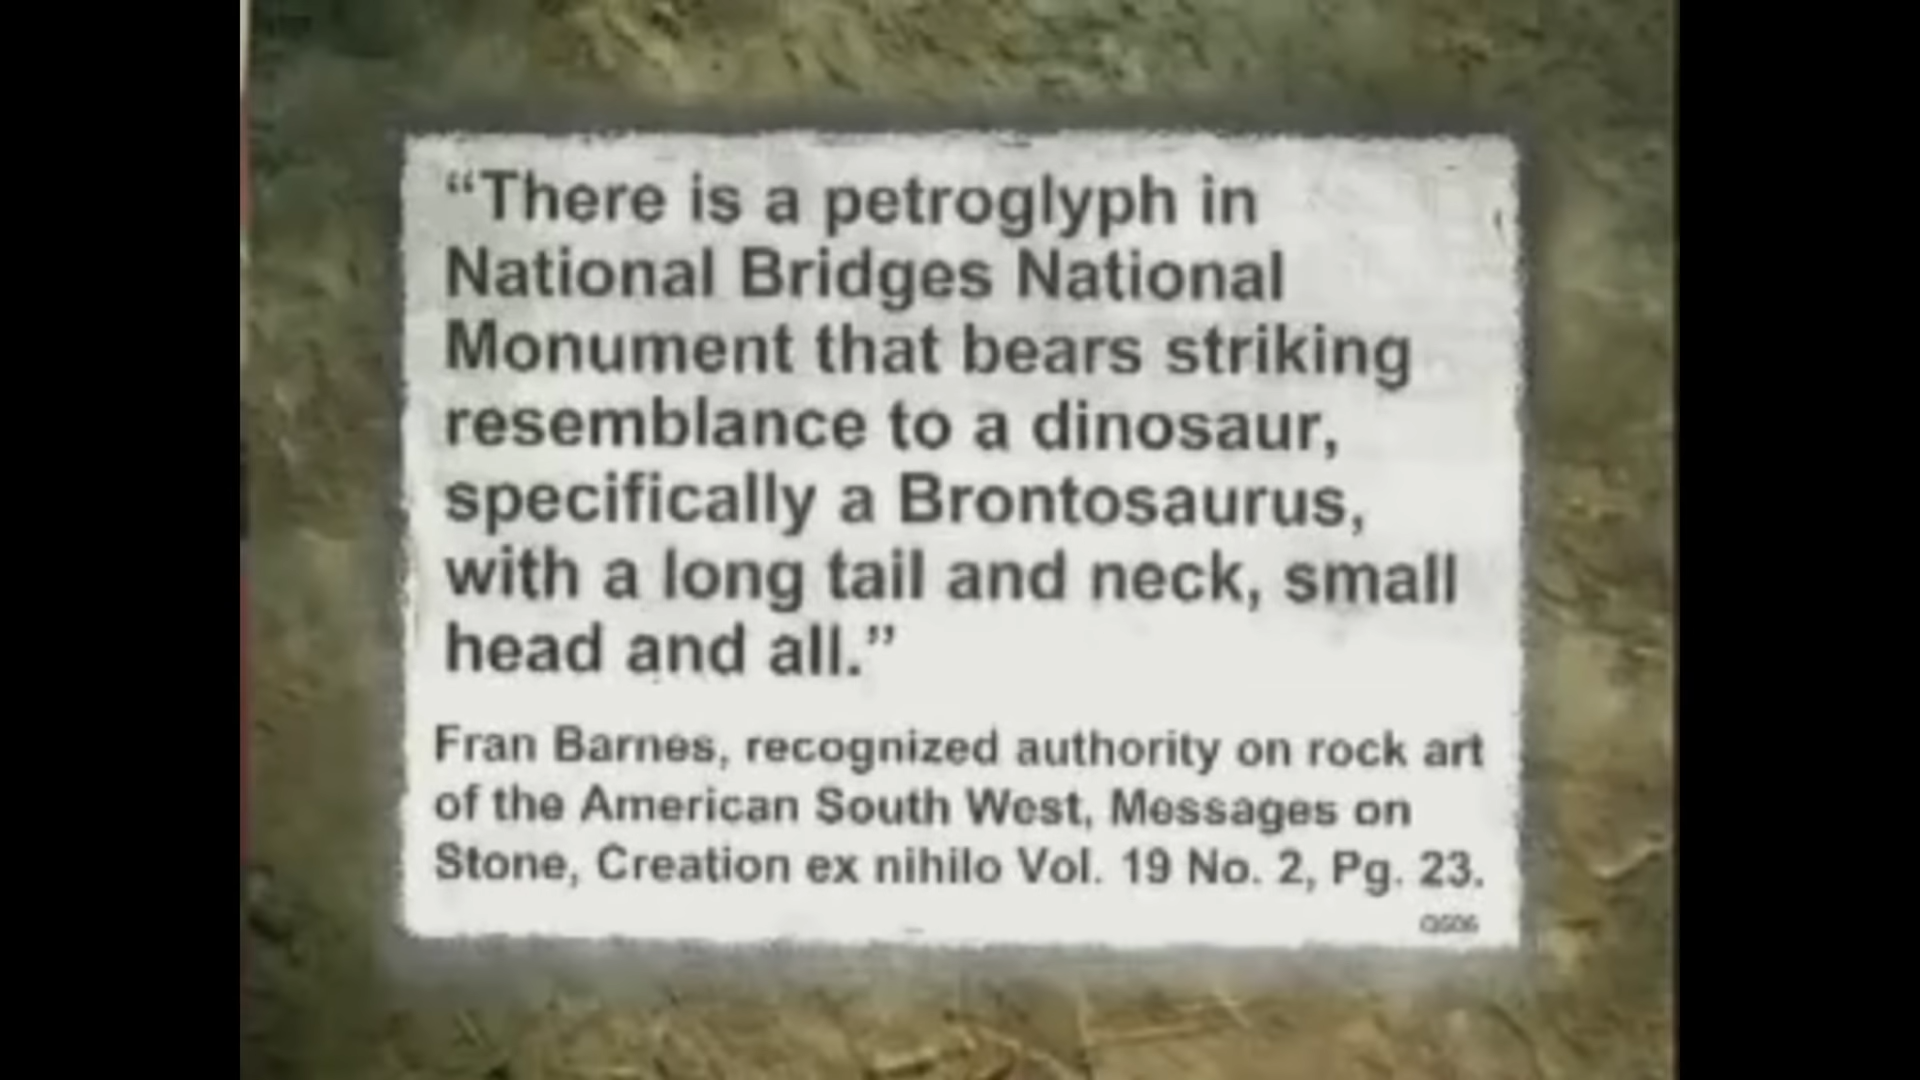 “There is a petroglyph in
National Bridges National
Monument that bears striking
resemblance to a dinosaur,
specifically a Brontosaurus,
with a long tail and neck, small
head and all.”
Fran Barnes, recognized authority on rock art
of the American South West, Messages on
Stone, Creation ex nihilo Vol. 19 No. 2, Pg. 23.